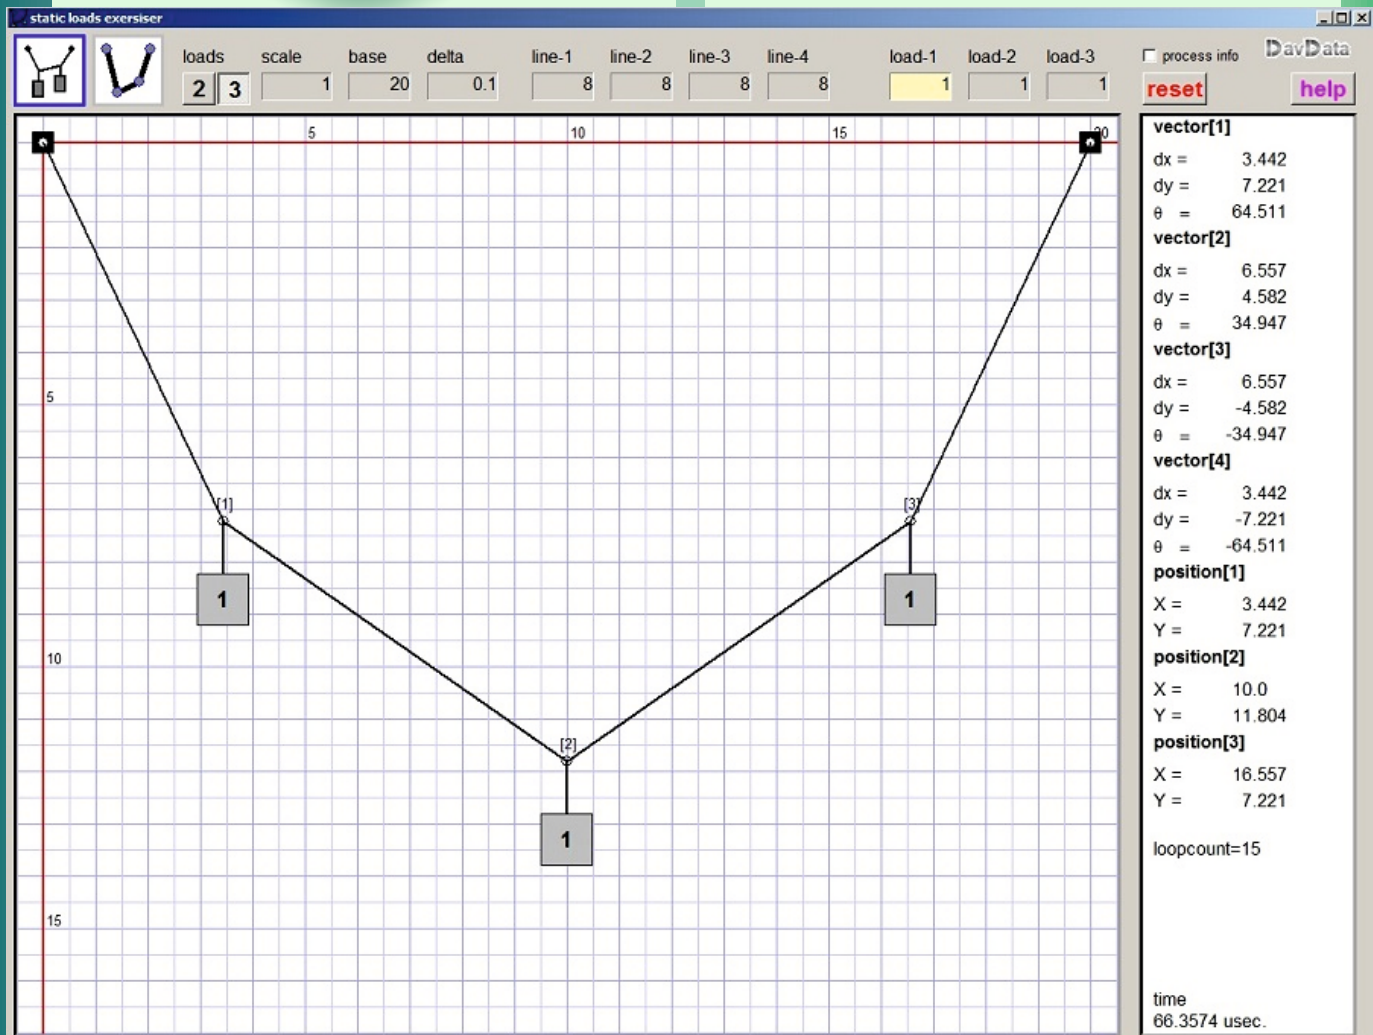 static loads exersiser
loads scale base delta line-1 line-2 line-3 line-4 load-1 load-2 load-3 process info DavData
2 3 1 20 0.1 8 8 8 8 1 1 1 reset help
5 10 15 20
5
10
15
[1]
[3]
[2]
1
1
1
vector[1]
dx = 3.442
dy = 7.221
θ = 64.511
vector[2]
dx = 6.557
dy = 4.582
θ = 34.947
vector[3]
dx = 6.557
dy = -4.582
θ = -34.947
vector[4]
dx = 3.442
dy = -7.221
θ = -64.511
position[1]
X = 3.442
Y = 7.221
position[2]
X = 10.0
Y = 11.804
position[3]
X = 16.557
Y = 7.221
loopcount=15
time
66.3574 usec.